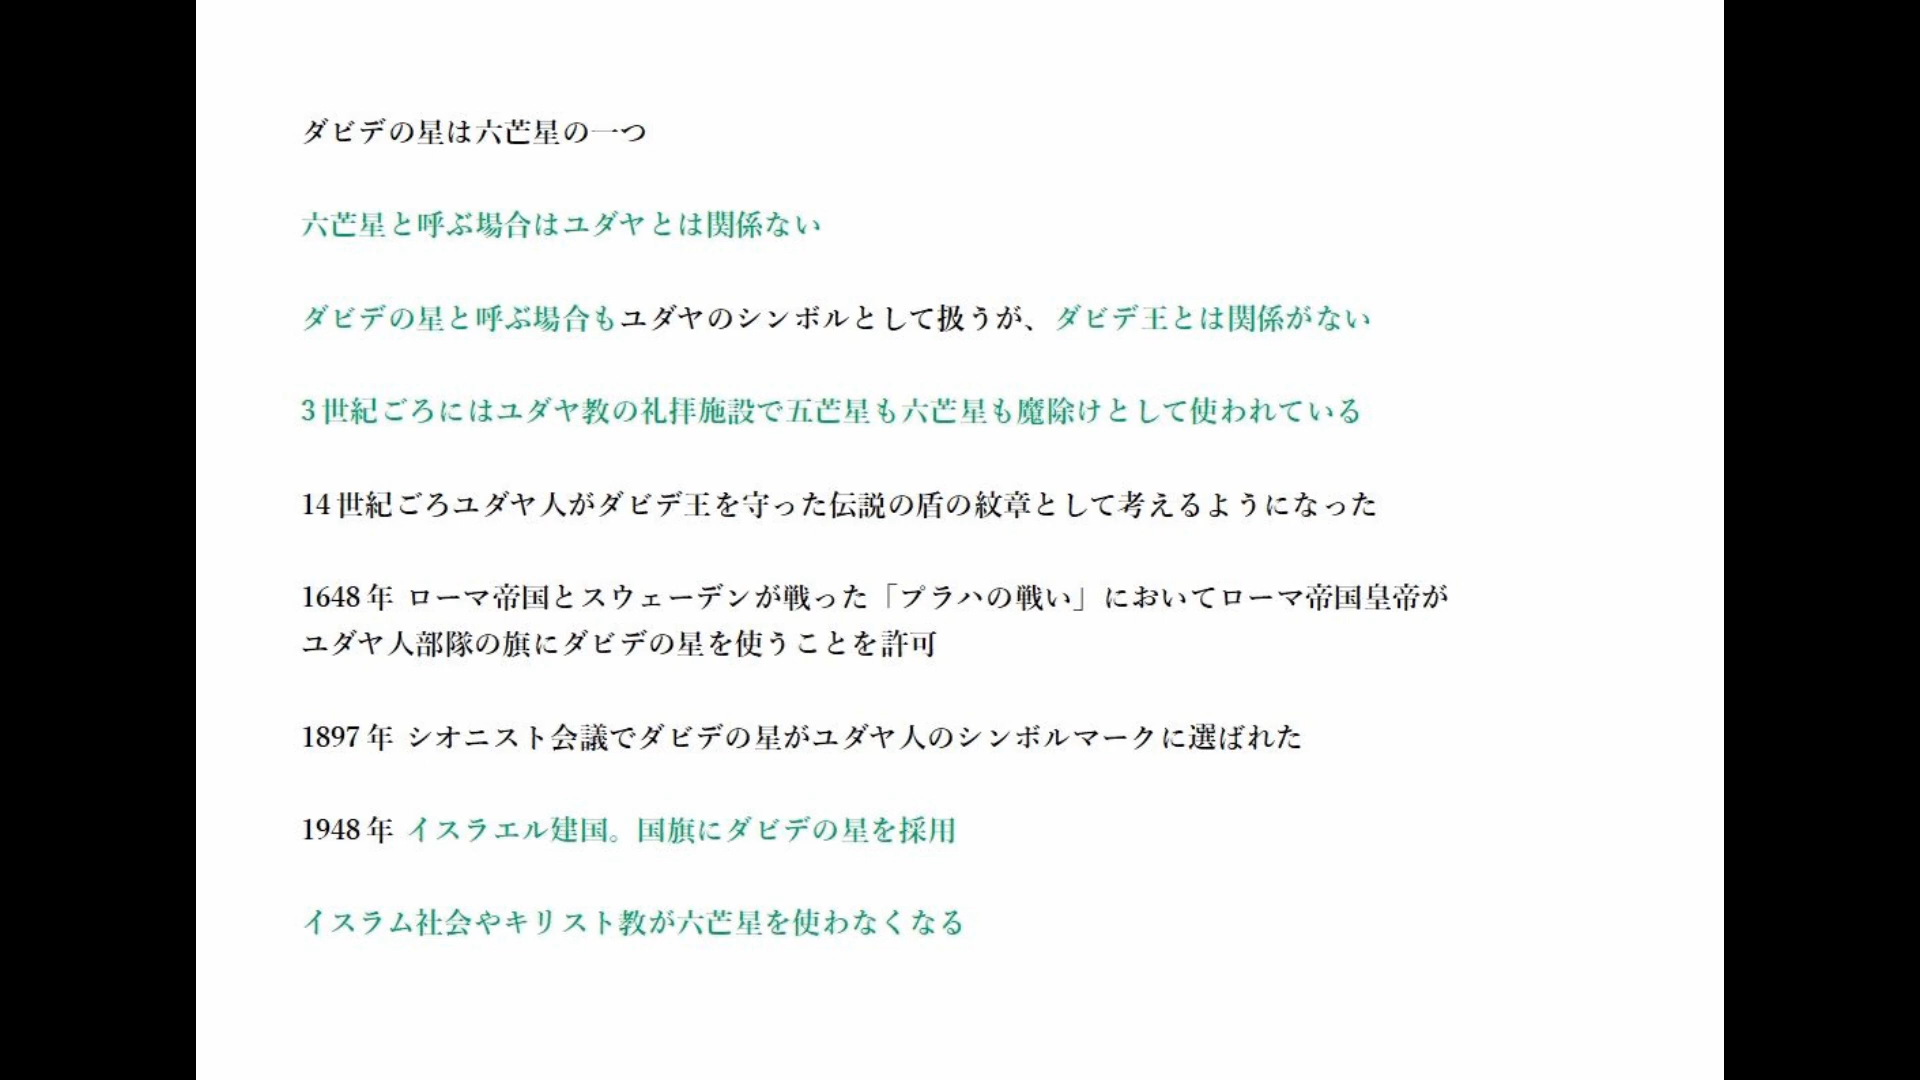 ダビデの星は六芒星の一つ
六芒星と呼ぶ場合はユダヤとは関係ない
ダビデの星と呼ぶ場合もユダヤのシンボルとして扱うが、ダビデ王とは関係がない
3世紀ごろにはユダヤ教の礼拝施設で五芒星も六芒星も魔除けとして使われている
14世紀ごろユダヤ人がダビデ王を守った伝説の盾の紋章として考えるようになった
1648年 ローマ帝国とスウェーデンが戦った「プラハの戦い」においてローマ帝国皇帝が
ユダヤ人部隊の旗にダビデの星を使うことを許可
1897年 シオニスト会議でダビデの星がユダヤ人のシンボルマークに選ばれた
1948年 イスラエル建国。国旗にダビデの星を採用
イスラム社会やキリスト教が六芒星を使わなくなる